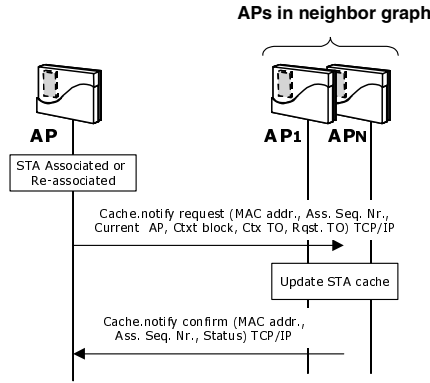 APs in neighbor graph
AP
AP1 APN
STA Associated or
Re-associated
Cache.notify request (MAC addr., Ass. Seq. Nr.,
Current AP, Ctxt block, Ctx TO, Rqst. TO) TCP/IP
Update STA cache
Cache.notify confirm (MAC addr.,
Ass. Seq. Nr., Status) TCP/IP